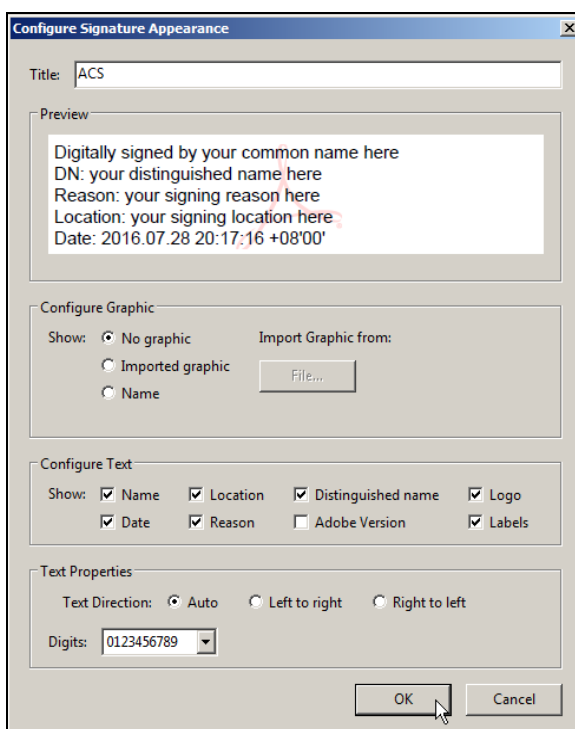 Configure Signature Appearance
Title: ACS
Preview
Digitally signed by your common name here
DN: your distinguished name here
Reason: your signing reason here
Location: your signing location here
Date: 2016.07.28 20:17:16 +08'00'
Configure Graphic
Show: No graphic Import Graphic from:
Imported graphic File...
Name
Configure Text
Show: Name Location Distinguished name Logo
Date Reason Adobe Version Labels
Text Properties
Text Direction: Auto Left to right Right to left
Digits: 0123456789
OK Cancel